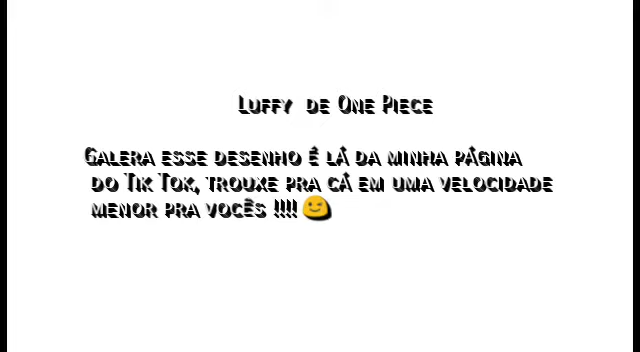 Luffy de One Piece
Galera esse desenho é lá da minha página
do Tik Tok, trouxe pra cá em uma velocidade
menor pra vocês !!!! 😉